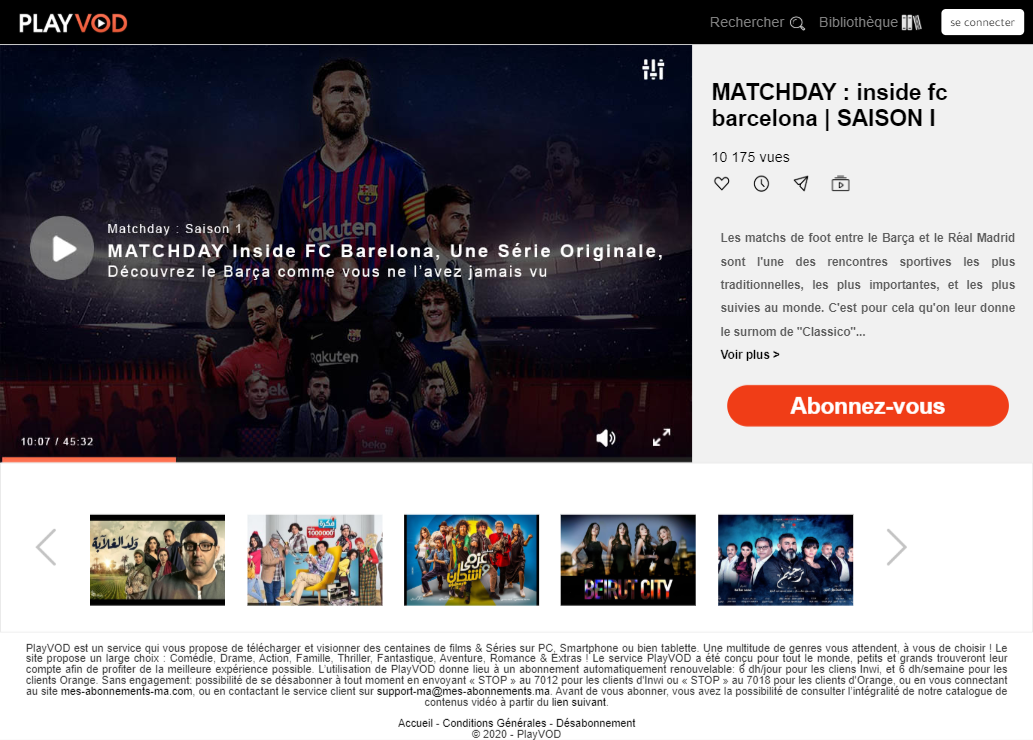 PLAYVOD
Rechercher
Bibliothèque
se connecter
MATCHDAY : inside fc
barcelona | SAISON I
10 175 vues
Matchday : Saison 1
MATCHDAY Inside FC Barelona, Une Série Originale,
Découvrez le Barça comme vous ne l'avez jamais vu
Rakuten
Rakuten
beko
10:07 / 45:32
Les matchs de foot entre le Barça et le Réal Madrid
sont l'une des rencontres sportives les plus
traditionnelles, les plus importantes, et les plus
suivies au monde. C'est pour cela qu'on leur donne
le surnom de "Classico"...
Voir plus >
Abonnez-vous
ولد الغلابة
فكرة
1000000
BEIRUT CITY
PlayVOD est un service qui vous propose de télécharger et visionner des centaines de films & Séries sur PC, Smartphone ou bien tablette. Une multitude de genres vous attendent, à vous de choisir ! Le
site propose un large choix : Comédie, Drame, Action, Famille, Thriller, Fantastique, Aventure, Romance & Extras ! Le service PlayVOD a été conçu pour tout le monde, petits et grands trouveront leur
compte afin de profiter de la meilleure expérience possible. L'utilisation de PlayVOD donne lieu à un abonnement automatiquement renouvelable: 6 dh/jour pour les cliens Inwi, et 6 dh/semaine pour les
clients Orange. Sans engagement: possibilité de se désabonner à tout moment en envoyant « STOP » au 7012 pour les clients d'Inwi ou « STOP » au 7018 pour les clients d'Orange, ou en vous connectant
au site mes-abonnements-ma.com, ou en contactant le service client sur support-ma@mes-abonnements.ma. Avant de vous abonner, vous avez la possibilité de consulter l'intégralité de notre catalogue de
contenus vidéo à partir du lien suivant.
Accueil - Conditions Générales - Désabonnement
© 2020 - PlayVOD